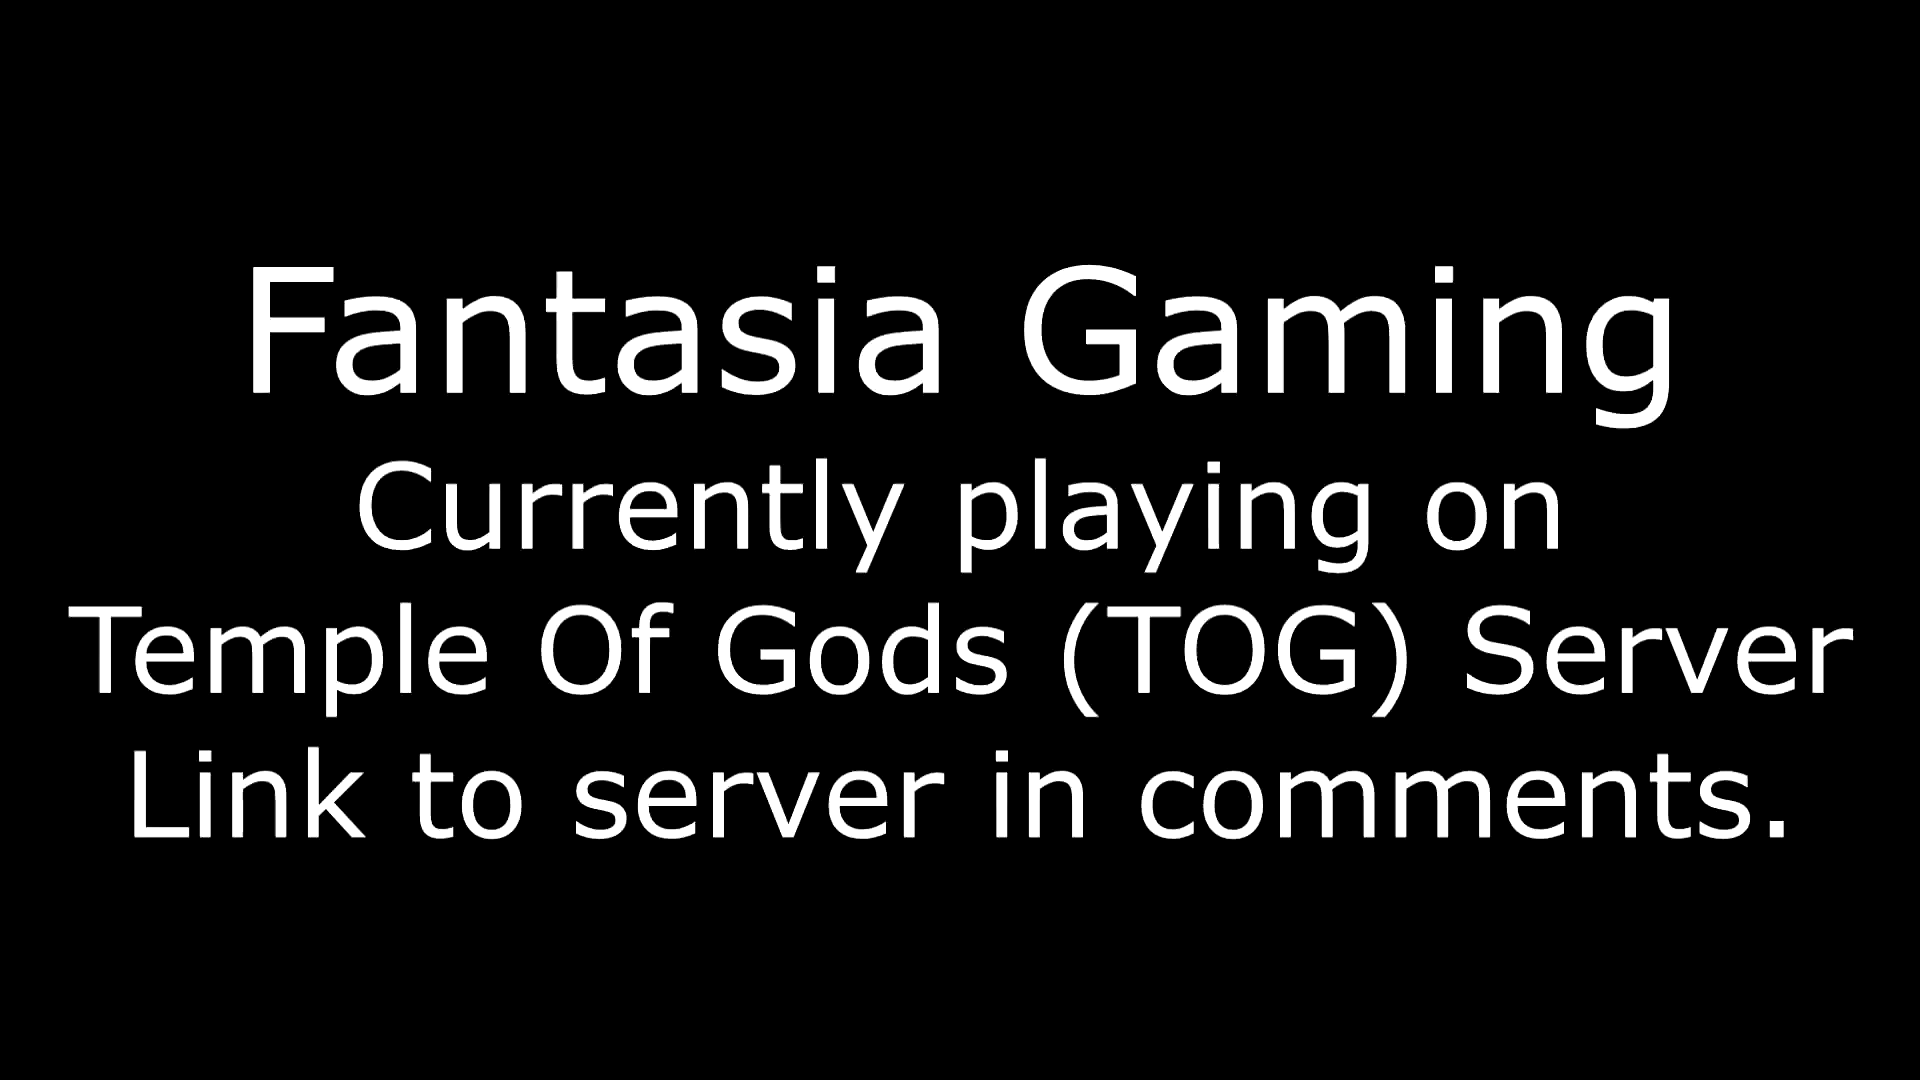 Fantasia Gaming
Currently playing on
Temple Of Gods (TOG) Server
Link to server in comments.